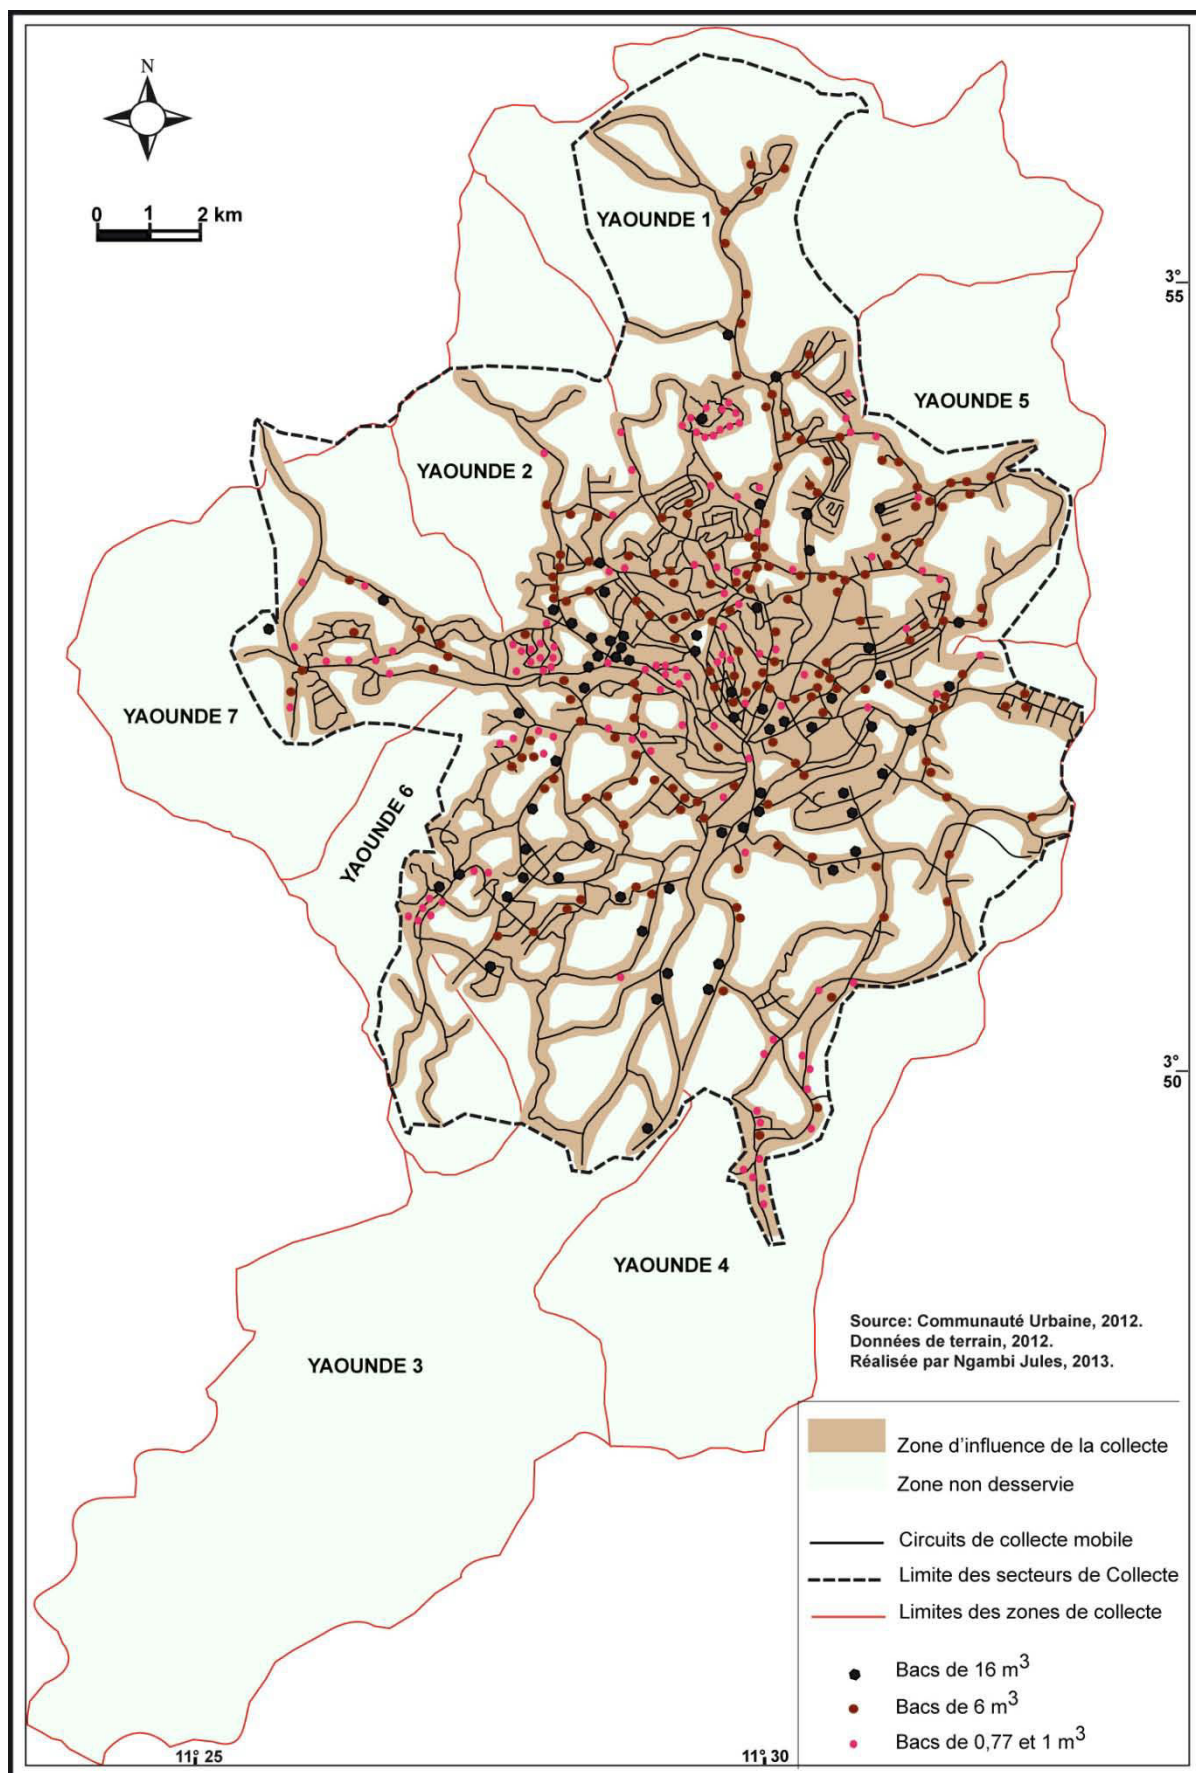 N
0 1 2 km
YAOUNDE 1
3°
55
YAOUNDE 5
YAOUNDE 2
YAOUNDE 7
YAOUNDE 6
3°
50
YAOUNDE 4
YAOUNDE 3
Source: Communauté Urbaine, 2012.
Données de terrain, 2012.
Réalisée par Ngambi Jules, 2013.
Zone d'influence de la collecte
Zone non desservie
Circuits de collecte mobile
Limite des secteurs de Collecte
Limites des zones de collecte
Bacs de 16 m³
Bacs de 6 m³
Bacs de 0,77 et 1 m³
11° 25
11° 30